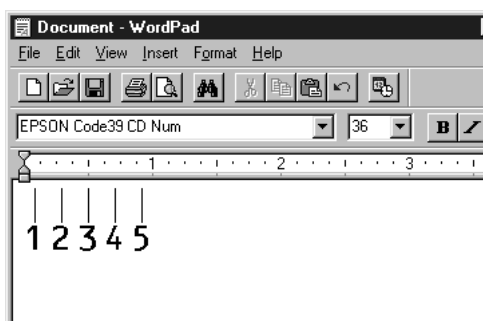 Document - WordPad
File Edit View Insert Format Help
EPSON Code39 CD Num 36 B I
1 2 3
1 2 3 4 5